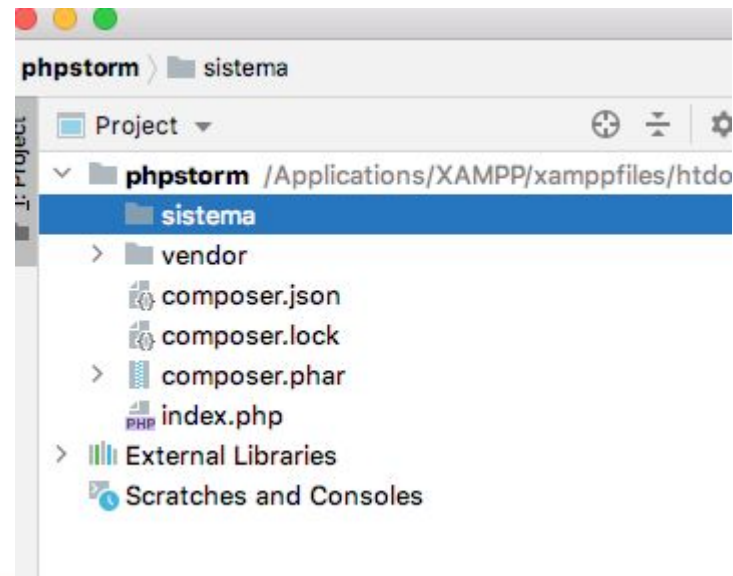 phpstorm sistema
1: Project
Project
phpstorm /Applications/XAMPP/xamppfiles/htdo
sistema
vendor
composer.json
composer.lock
composer.phar
PHP index.php
External Libraries
Scratches and Consoles